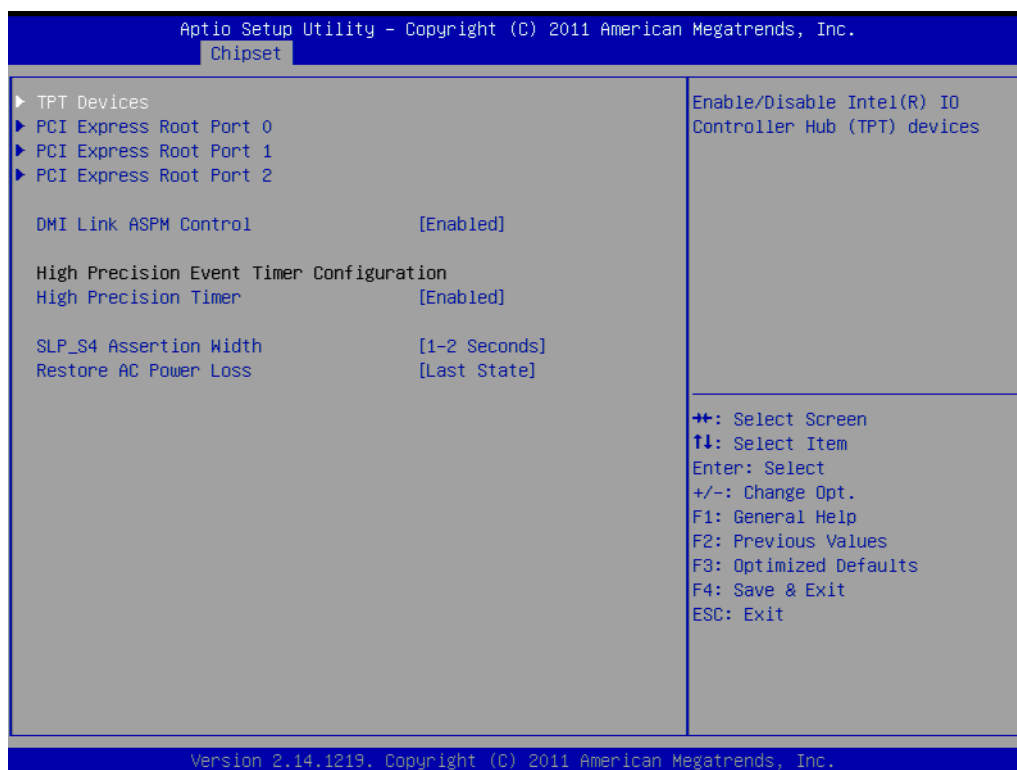 Aptio Setup Utility – Copyright (C) 2011 American Megatrends, Inc.
Chipset
TPT Devices
PCI Express Root Port 0
PCI Express Root Port 1
PCI Express Root Port 2
DMI Link ASPM Control [Enabled]
High Precision Event Timer Configuration
High Precision Timer [Enabled]
SLP_S4 Assertion Width [1-2 Seconds]
Restore AC Power Loss [Last State]
Enable/Disable Intel(R) IO
Controller Hub (TPT) devices
→←: Select Screen
↑↓: Select Item
Enter: Select
+/-: Change Opt.
F1: General Help
F2: Previous Values
F3: Optimized Defaults
F4: Save & Exit
ESC: Exit
Version 2.14.1219. Copyright (C) 2011 American Megatrends, Inc.